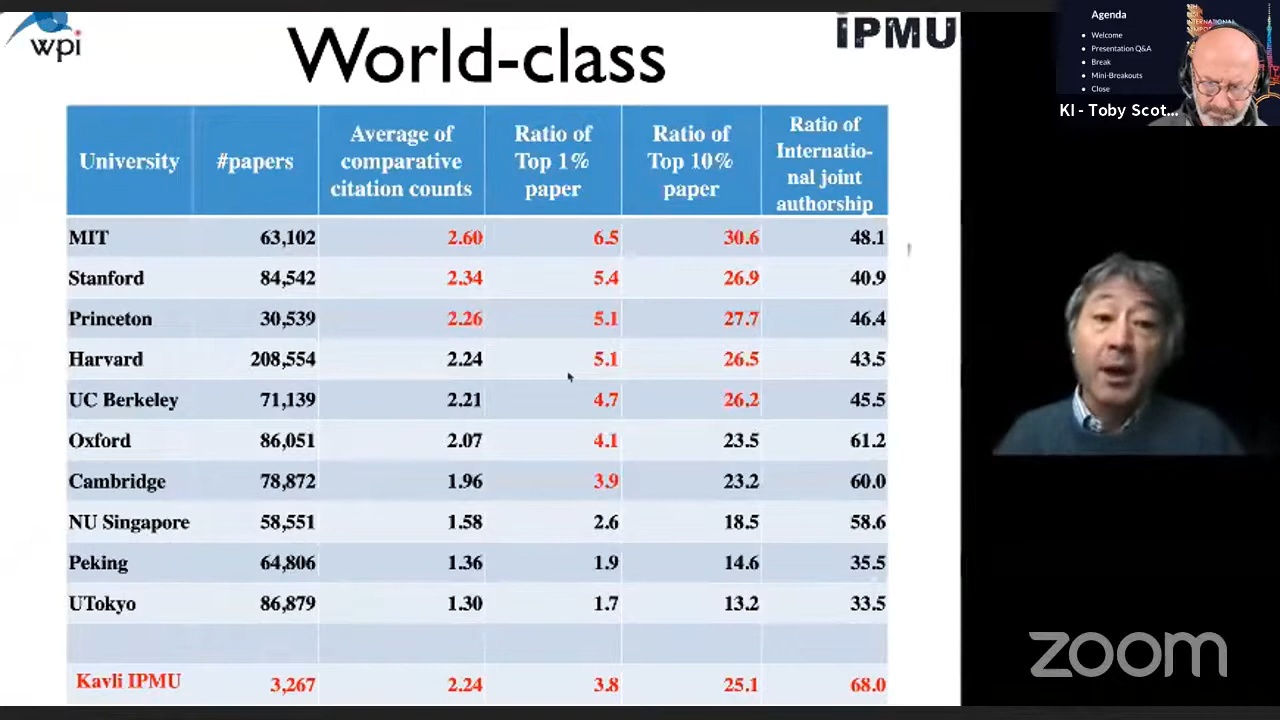 wpi
World-class
IPMU
University #papers Average of comparative citation counts Ratio of Top 1% paper Ratio of Top 10% paper Ratio of Internatio-nal joint authorship
MIT 63,102 2.60 6.5 30.6 48.1
Stanford 84,542 2.34 5.4 26.9 40.9
Princeton 30,539 2.26 5.1 27.7 46.4
Harvard 208,554 2.24 5.1 26.5 43.5
UC Berkeley 71,139 2.21 4.7 26.2 45.5
Oxford 86,051 2.07 4.1 23.5 61.2
Cambridge 78,872 1.96 3.9 23.2 60.0
NU Singapore 58,551 1.58 2.6 18.5 58.6
Peking 64,806 1.36 1.9 14.6 35.5
UTokyo 86,879 1.30 1.7 13.2 33.5
Kavli IPMU 3,267 2.24 3.8 25.1 68.0
Agenda
• Welcome
• Presentation Q&A
• Break
• Mini-Breakouts
• Close
KI - Toby Scot...
zoom